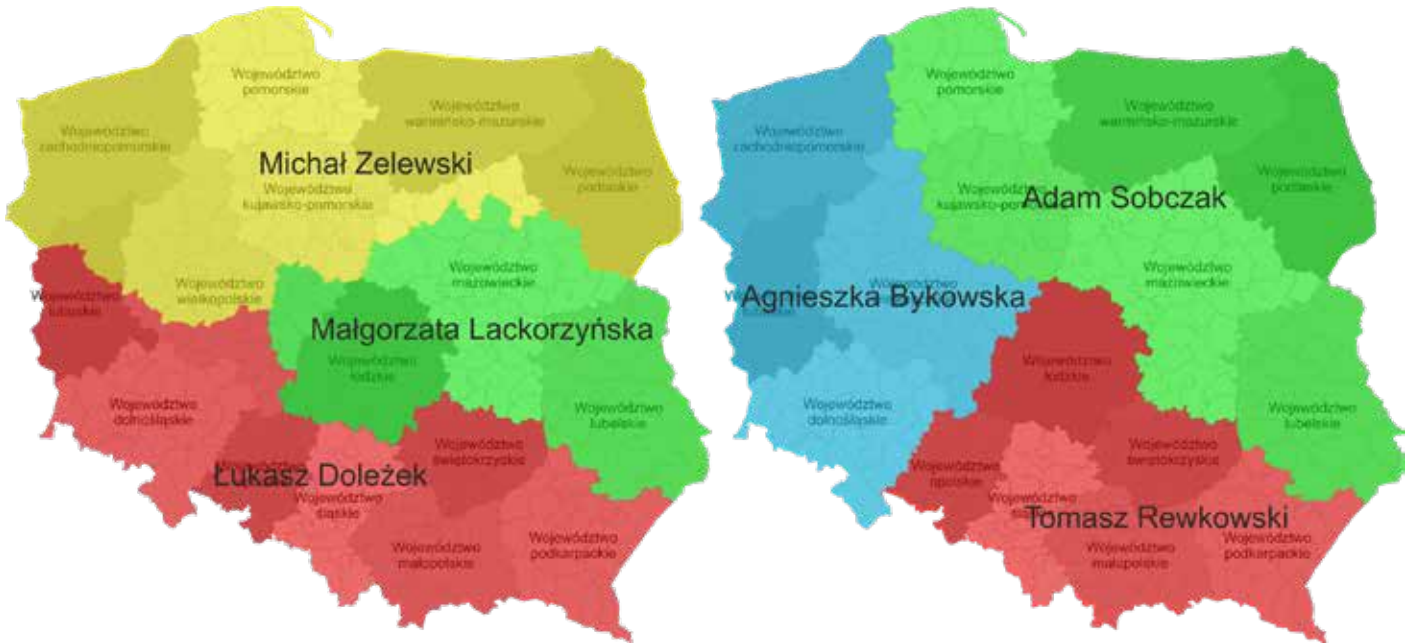 Województwo
pomorskie
Województwo
zachodniopomorskie
Województwo
warmińsko-mazurskie
Michał Zelewski
Województwo
podlaskie
Województwo
kujawsko-pomorskie
Województwo
mazowieckie
Województwo
wielkopolskie
Województwo
lubuskie
Małgorzata Lackorzyńska
Województwo
łódzkie
Województwo
dolnośląskie
Województwo
lubelskie
Województwo
świętokrzyskie
Łukasz Doleżek
Województwo
śląskie
Województwo
małopolskie
Województwo
podkarpackie
Województwo
pomorskie
Województwo
zachodniopomorskie
Województwo
warmińsko-mazurskie
Województwo
podlaskie
Województwo
Adam Sobczak
Województwo
mazowieckie
Województwo
Agnieszka Bykowska
Województwo
łódzkie
Województwo
dolnośląskie
Województwo
lubelskie
Województwo
świętokrzyskie
Województwo
opolskie
Województwo
Tomasz Rewkowski
Województwo
małopolskie
Województwo
podkarpackie